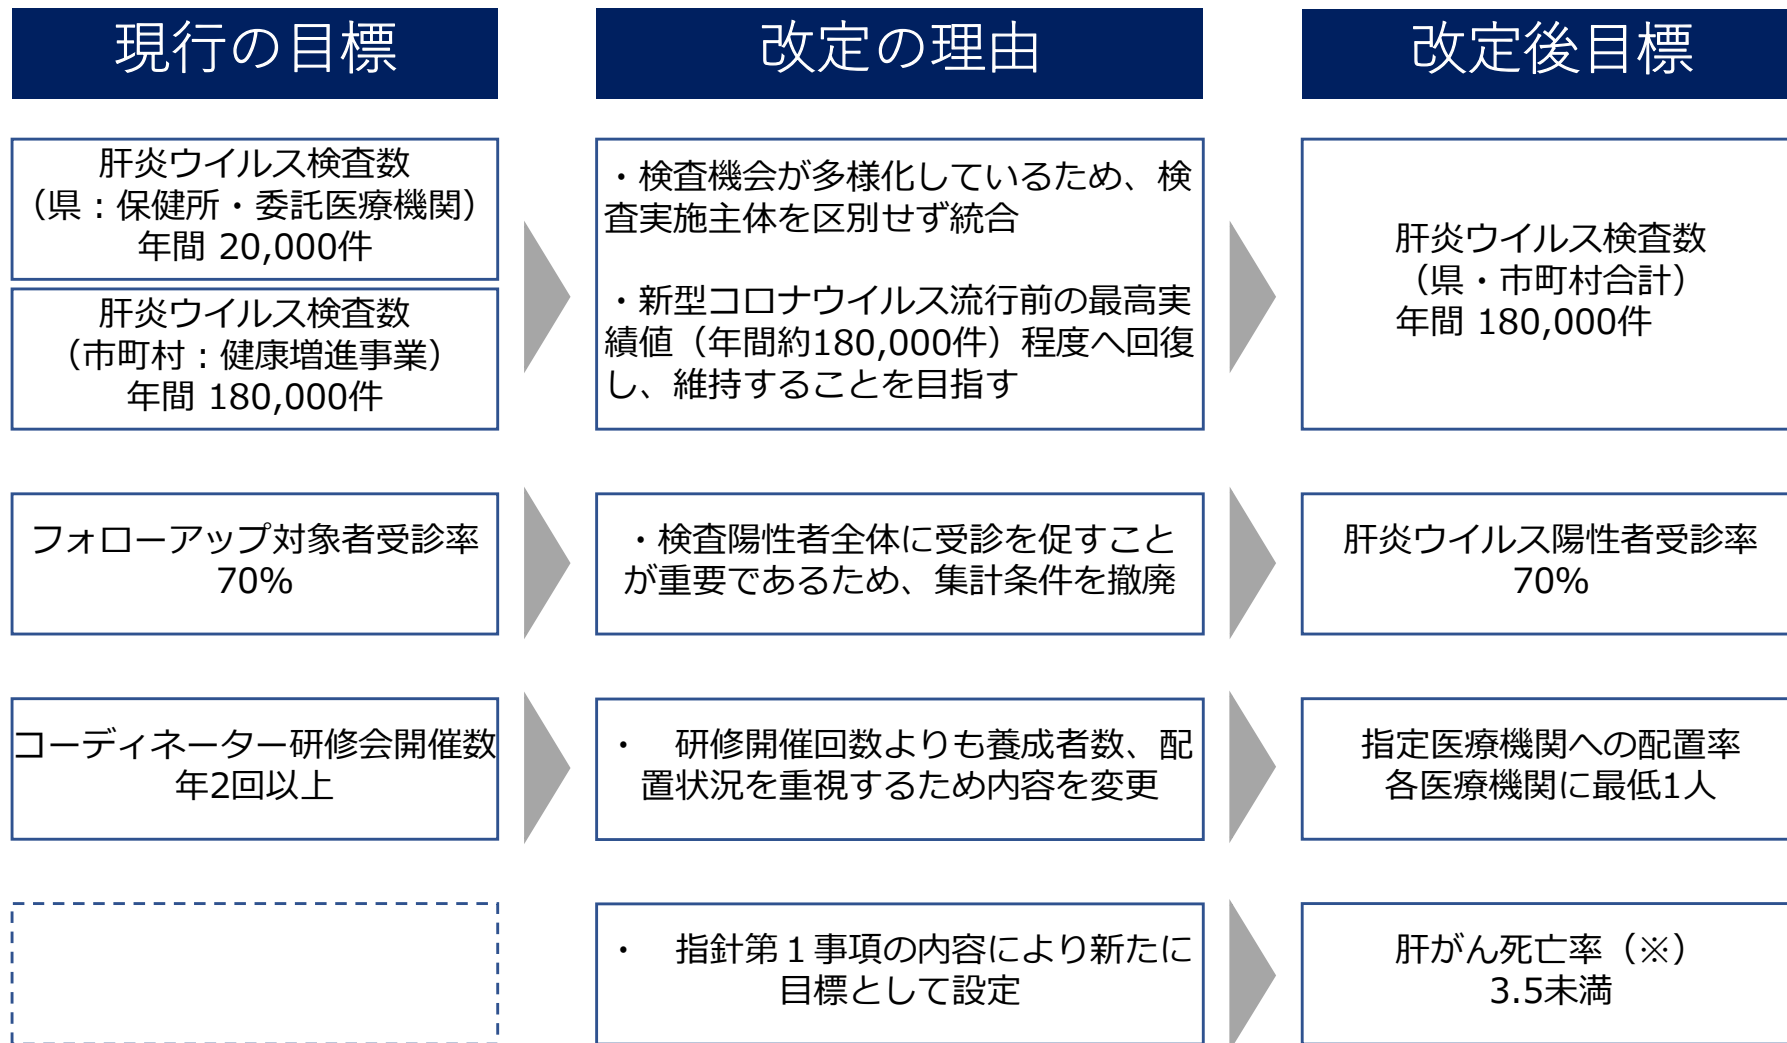 現行の目標
改定の理由
改定後目標
肝炎ウイルス検査数
（県：保健所・委託医療機関）
年間 20,000件
肝炎ウイルス検査数
（市町村：健康増進事業）
年間 180,000件
・検査機会が多様化しているため、検
査実施主体を区別せず統合
・新型コロナウイルス流行前の最高実
績値（年間約180,000件）程度へ回復
し、維持することを目指す
肝炎ウイルス検査数
（県・市町村合計）
年間 180,000件
フォローアップ対象者受診率
70%
・検査陽性者全体に受診を促すこと
が重要であるため、集計条件を撤廃
肝炎ウイルス陽性者受診率
70%
コーディネーター研修会開催数
年2回以上
・　研修開催回数よりも養成者数、配
置状況を重視するため内容を変更
指定医療機関への配置率
各医療機関に最低1人
・　指針第１事項の内容により新たに
目標として設定
肝がん死亡率（※）
3.5未満